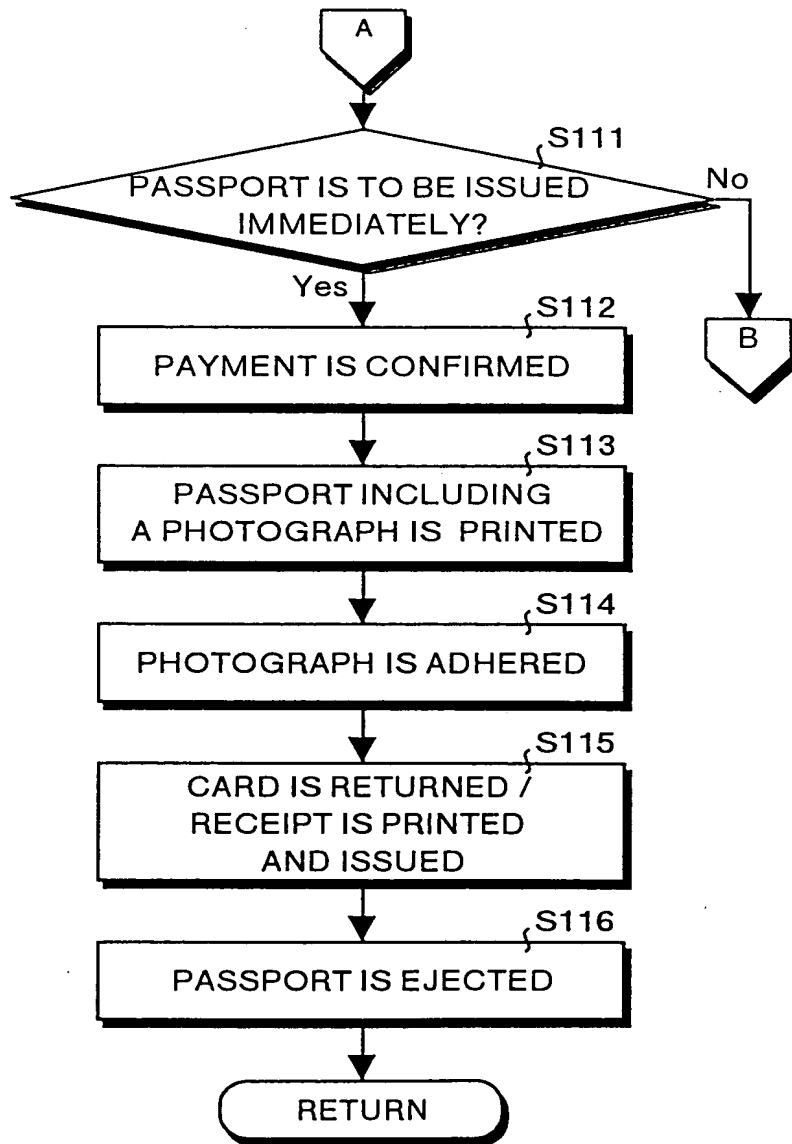 A
S111
PASSPORT IS TO BE ISSUED
IMMEDIATELY?
No
Yes
B
S112
PAYMENT IS CONFIRMED
S113
PASSPORT INCLUDING
A PHOTOGRAPH IS PRINTED
S114
PHOTOGRAPH IS ADHERED
S115
CARD IS RETURNED /
RECEIPT IS PRINTED
AND ISSUED
S116
PASSPORT IS EJECTED
RETURN